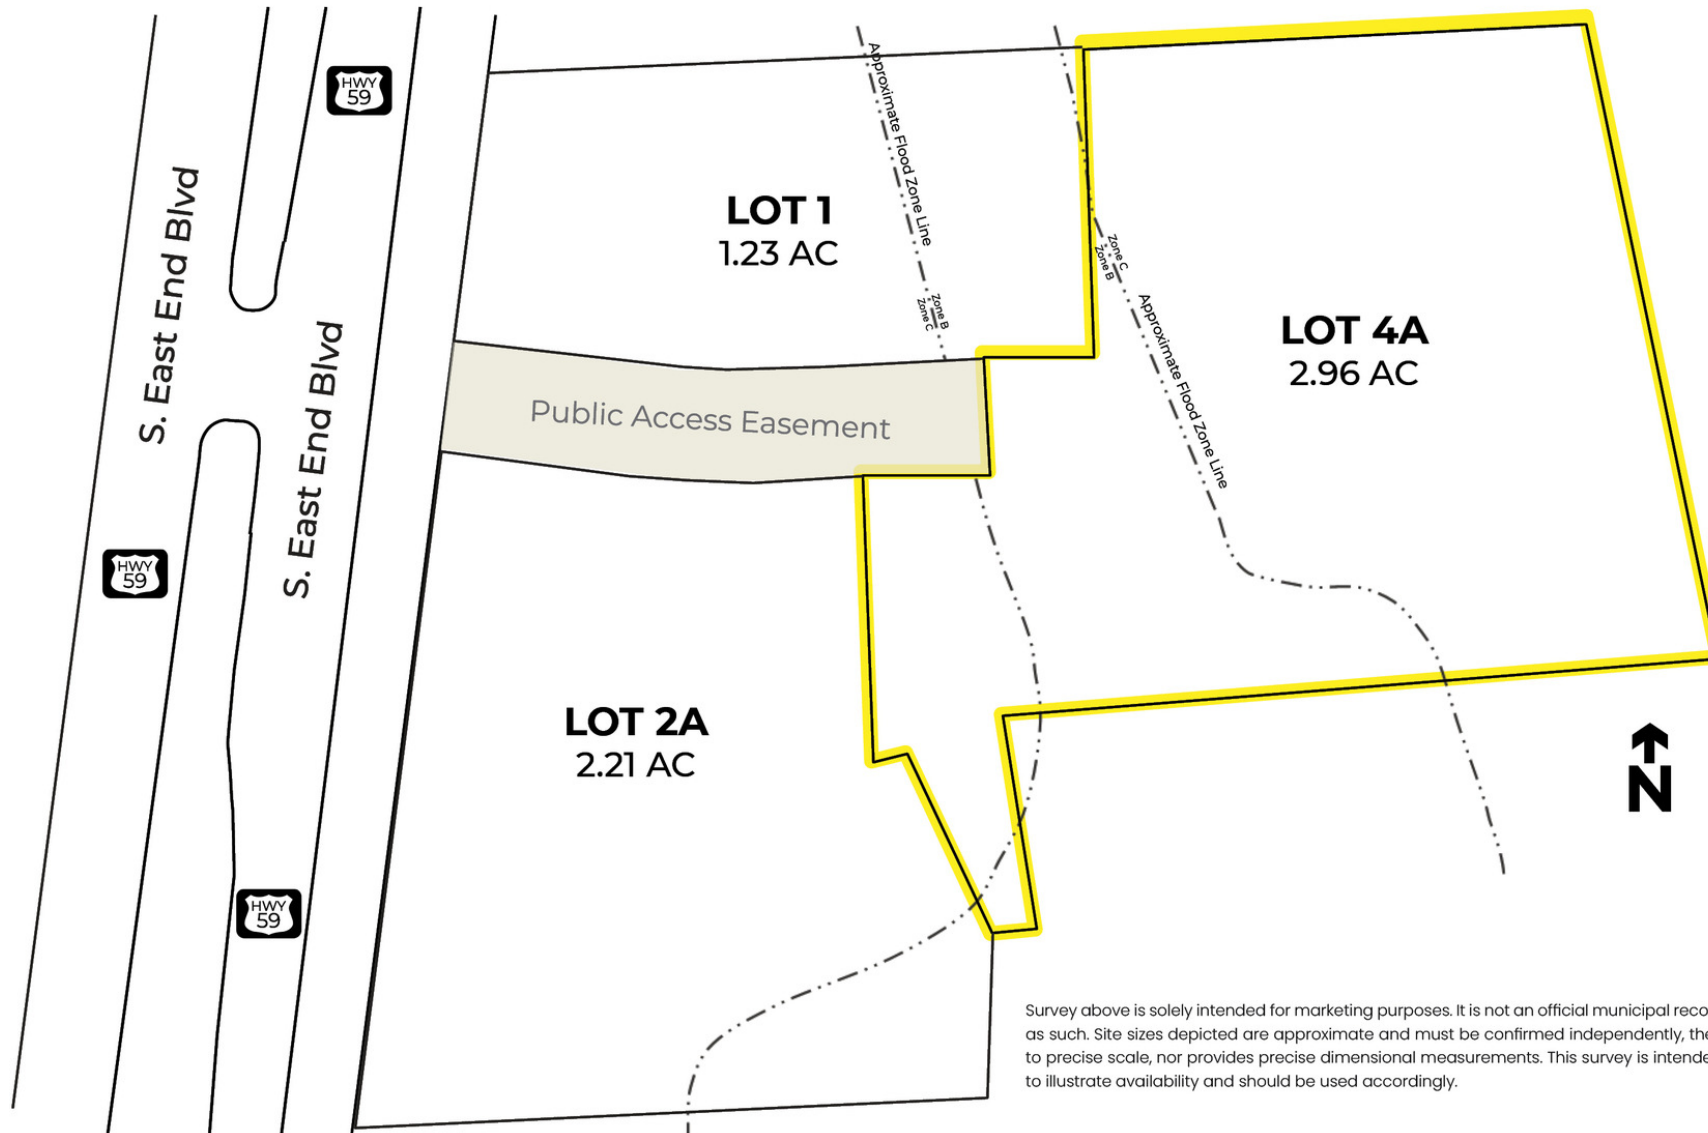 HWY
59
S. East End Blvd
S. East End Blvd
HWY
59
HWY
59
Approximate Flood Zone Line
Zone B
Zone C
LOT 1
1.23 AC
Public Access Easement
Zone C
Zone B
Approximate Flood Zone Line
LOT 4A
2.96 AC
LOT 2A
2.21 AC
N
Survey above is solely intended for marketing purposes. It is not an official municipal reco
as such. Site sizes depicted are approximate and must be confirmed independently, the
to precise scale, nor provides precise dimensional measurements. This survey is intende
to illustrate availability and should be used accordingly.